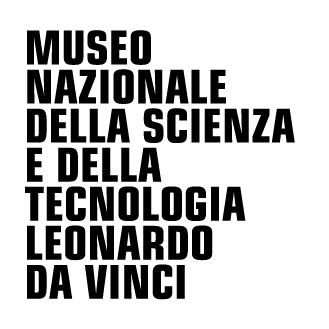 MUSEO
NAZIONALE
DELLA SCIENZA
E DELLA
TECNOLOGIA
LEONARDO
DA VINCI